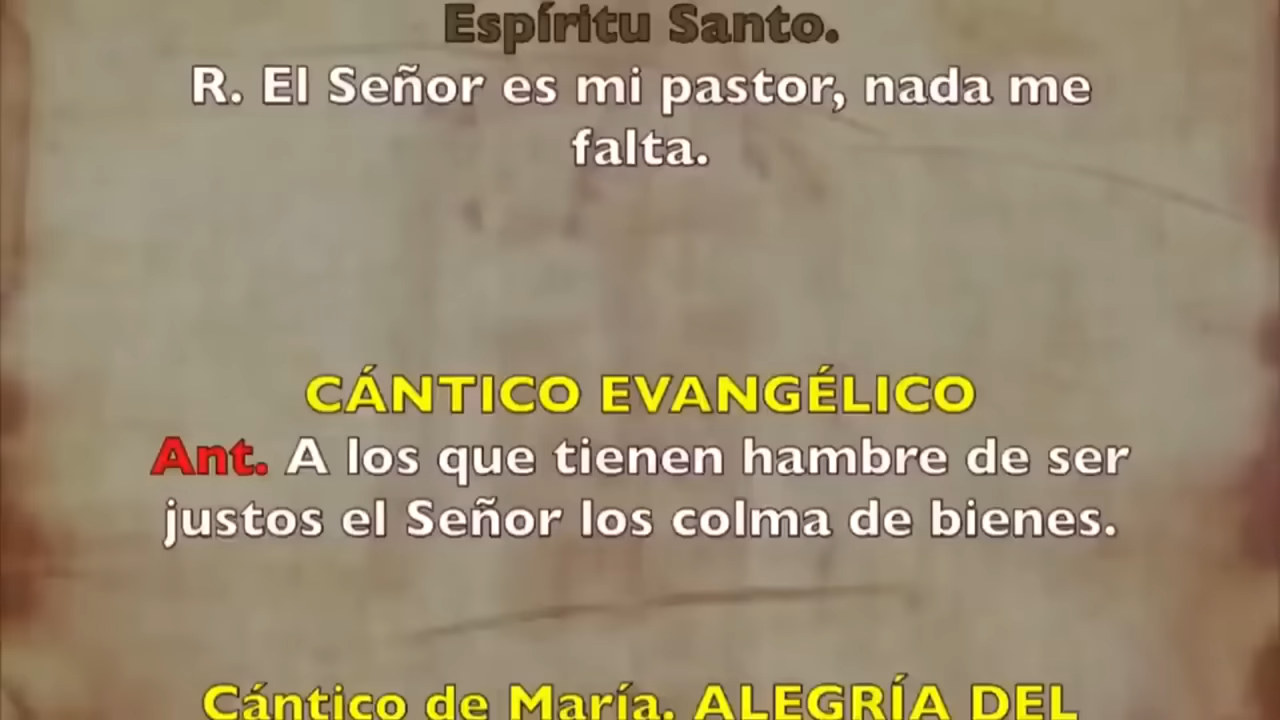 Espíritu Santo.
R. El Señor es mi pastor, nada me
falta.
CÁNTICO EVANGÉLICO
Ant. A los que tienen hambre de ser
justos el Señor los colma de bienes.
Cántico de María. ALEGRÍA DEL